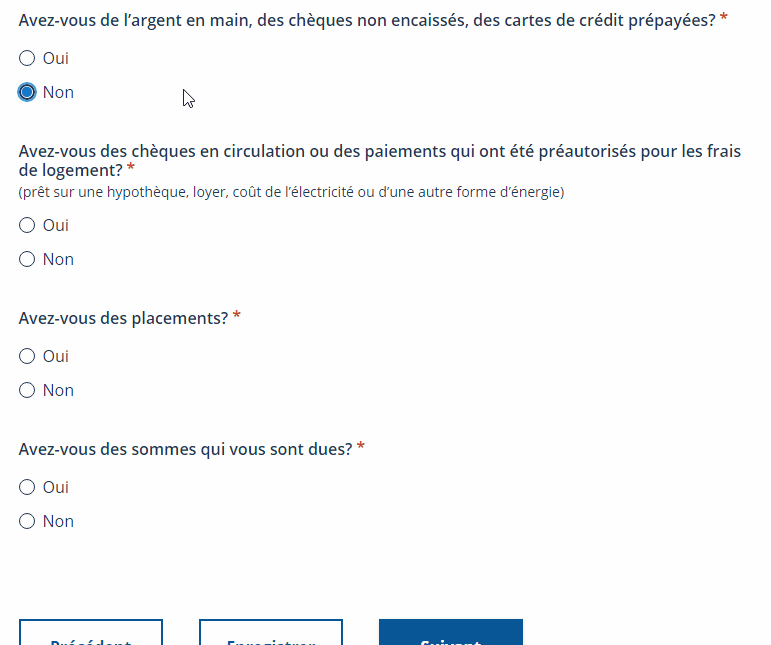 Avez-vous de l’argent en main, des chèques non encaissés, des cartes de crédit prépayées? *
Oui
Non
Avez-vous des chèques en circulation ou des paiements qui ont été préautorisés pour les frais
de logement? *
(prêt sur une hypothèque, loyer, coût de l’électricité ou d’une autre forme d’énergie)
Oui
Non
Avez-vous des placements? *
Oui
Non
Avez-vous des sommes qui vous sont dues? *
Oui
Non
Précédent Enregistrer Suivant